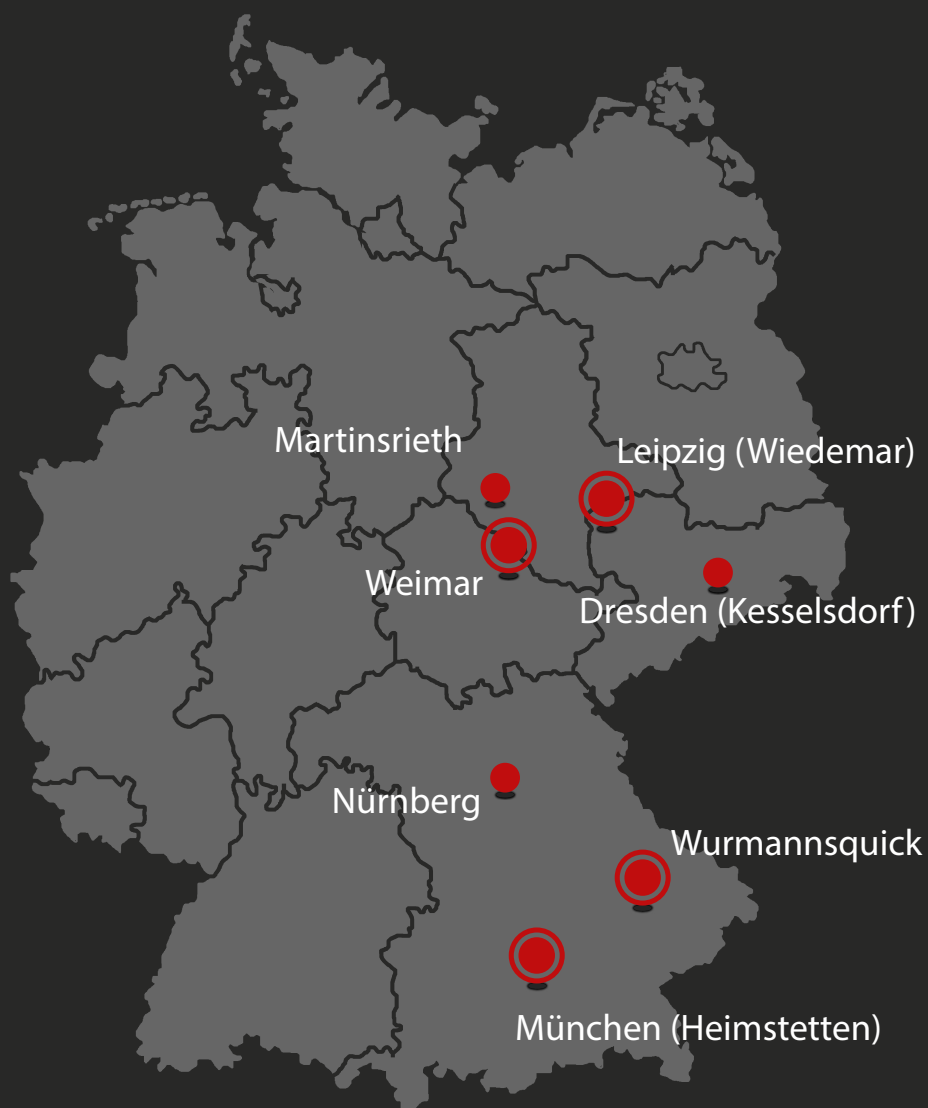 Martinsrieth
Leipzig (Wiedemar)
Weimar
Dresden (Kesselsdorf)
Nürnberg
Wurmannsquick
München (Heimstetten)